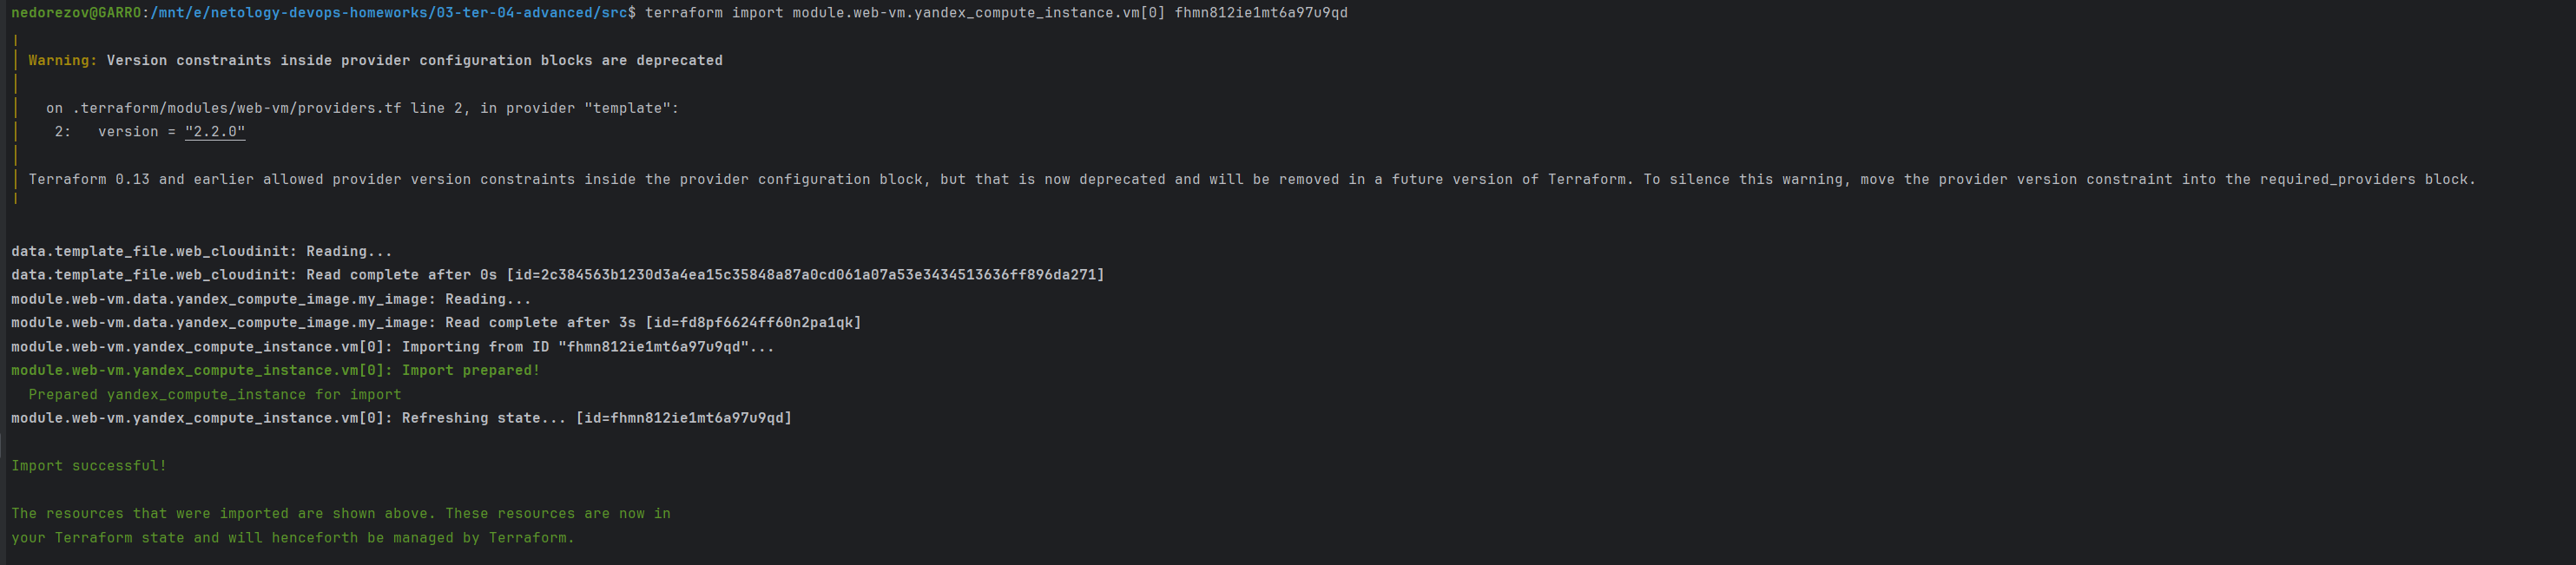 nedorezov@GARRO:/mnt/e/netology-devops-homeworks/03-ter-04-advanced/src$ terraform import module.web-vm.yandex_compute_instance.vm[0] fhmn812ie1mt6a97u9qd
Warning: Version constraints inside provider configuration blocks are deprecated
on .terraform/modules/web-vm/providers.tf line 2, in provider "template":
2:   version = "2.2.0"
Terraform 0.13 and earlier allowed provider version constraints inside the provider configuration block, but that is now deprecated and will be removed in a future version of Terraform. To silence this warning, move the provider version constraint into the required_providers block.
data.template_file.web_cloudinit: Reading...
data.template_file.web_cloudinit: Read complete after 0s [id=2c384563b1230d3a4ea15c35848a87a0cd061a07a53e3434513636ff896da271]
module.web-vm.data.yandex_compute_image.my_image: Reading...
module.web-vm.data.yandex_compute_image.my_image: Read complete after 3s [id=fd8pf6624ff60n2pa1qk]
module.web-vm.yandex_compute_instance.vm[0]: Importing from ID "fhmn812ie1mt6a97u9qd"...
module.web-vm.yandex_compute_instance.vm[0]: Import prepared!
Prepared yandex_compute_instance for import
module.web-vm.yandex_compute_instance.vm[0]: Refreshing state... [id=fhmn812ie1mt6a97u9qd]
Import successful!
The resources that were imported are shown above. These resources are now in
your Terraform state and will henceforth be managed by Terraform.